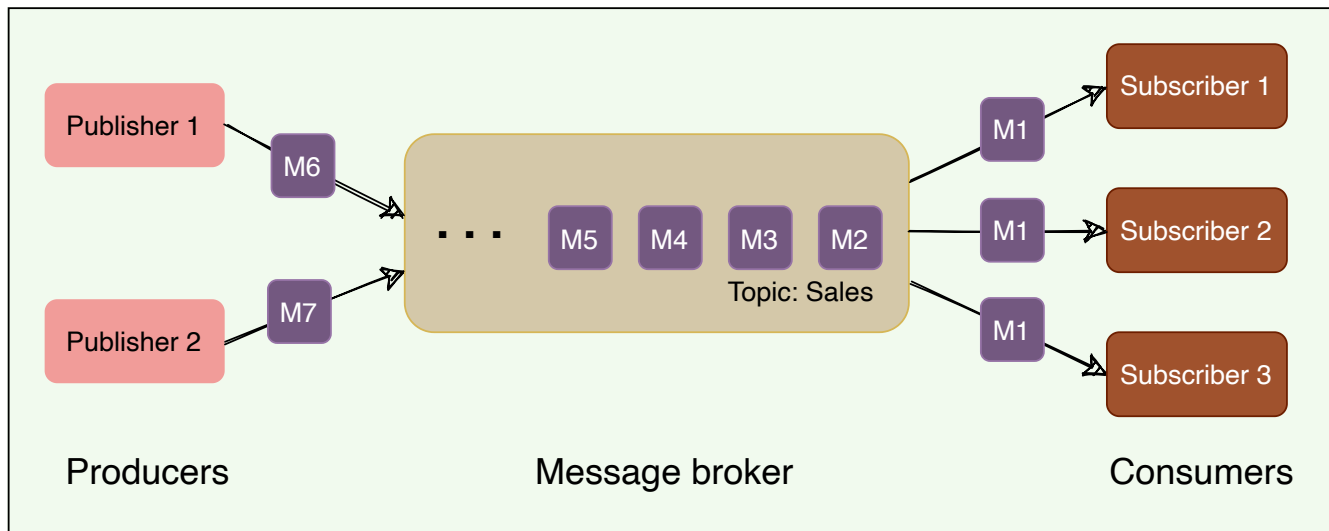 Publisher 1
M6
Publisher 2
M7
. . .
M5 M4 M3 M2
Topic: Sales
M1
Subscriber 1
M1
Subscriber 2
M1
Subscriber 3
Producers
Message broker
Consumers